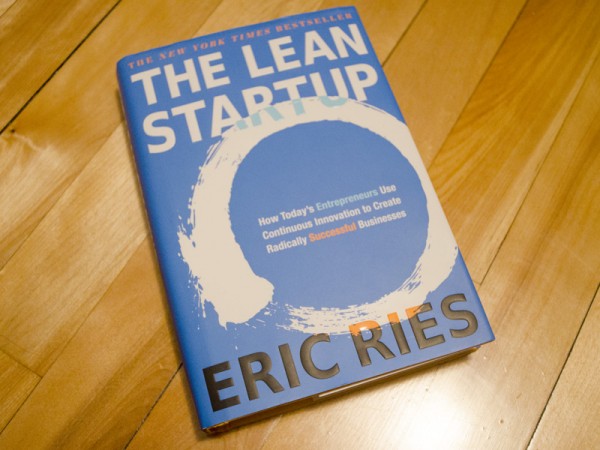 THE NEW YORK TIMES BESTSELLER
THE LEAN
STARTUP
How Today's Entrepreneurs Use
Continuous Innovation to Create
Radically Successful Businesses
ERIC RIES